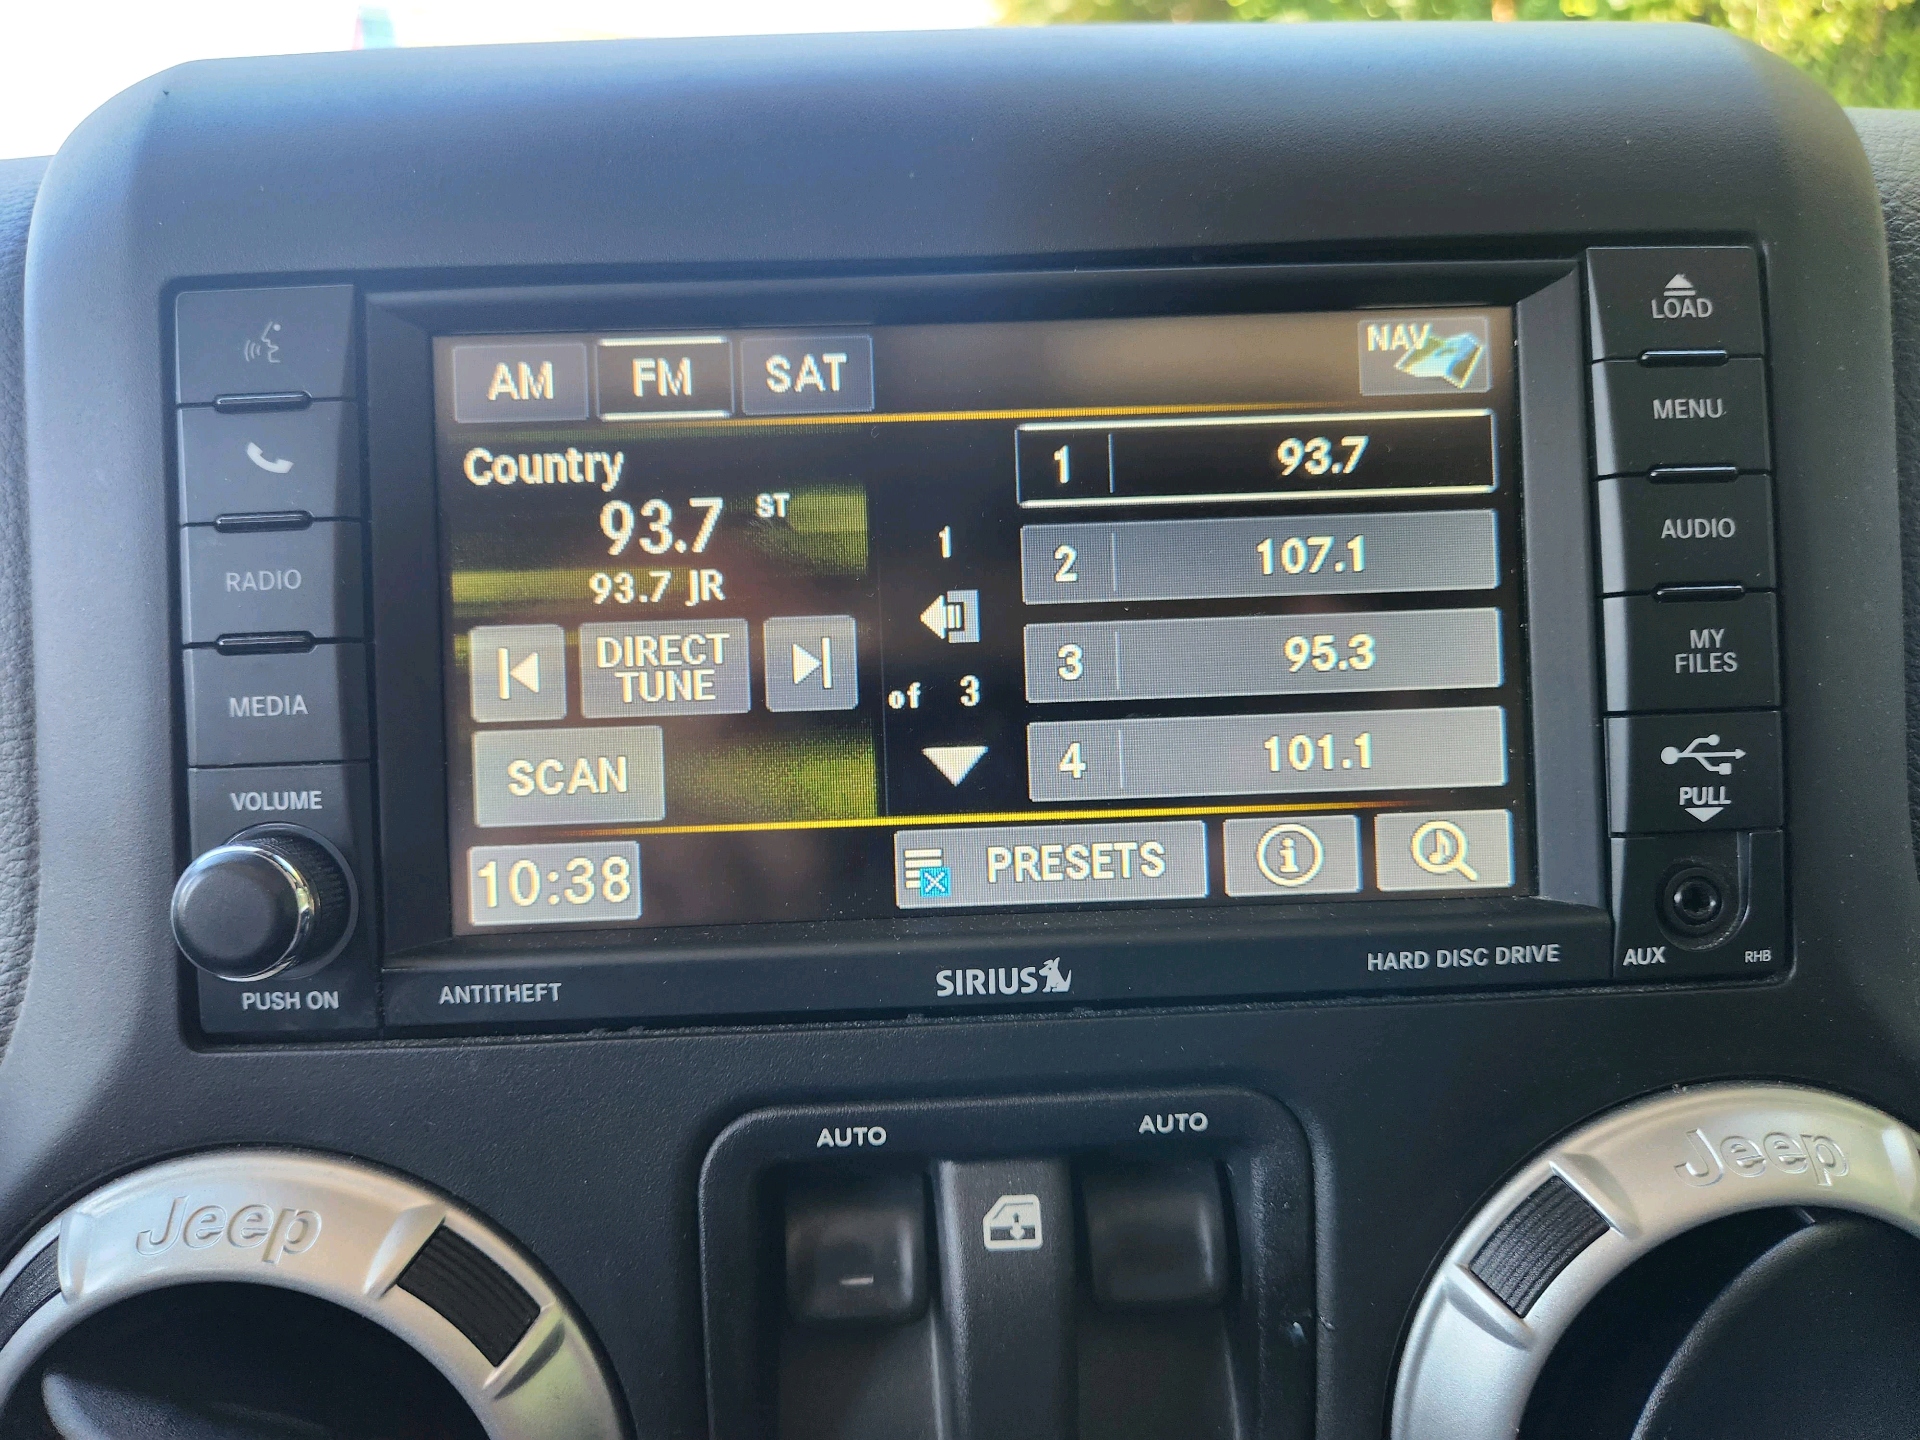 LOAD
MENU
AUDIO
MY
FILES
PULL
AUX
RHB
RADIO
MEDIA
VOLUME
PUSH ON
AM
FM
SAT
NAV
Country
93.7 ST
93.7 JR
DIRECT
TUNE
SCAN
10:38
1
of 3
1 93.7
2 107.1
3 95.3
4 101.1
PRESETS
i
ANTITHEFT
SIRIUS
HARD DISC DRIVE
AUTO
AUTO
Jeep
Jeep